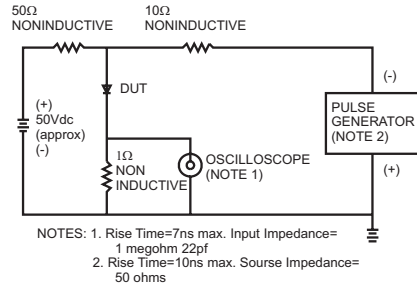 50Ω
NONINDUCTIVE
10Ω
NONINDUCTIVE
(+)
50Vdc
(approx)
(-)
DUT
1Ω
NON
INDUCTIVE
OSCILLOSCOPE
(NOTE 1)
(-)
PULSE
GENERATOR
(NOTE 2)
(+)
NOTES: 1. Rise Time=7ns max. Input Impedance=
1 megohm 22pf
2. Rise Time=10ns max. Sourse Impedance=
50 ohms